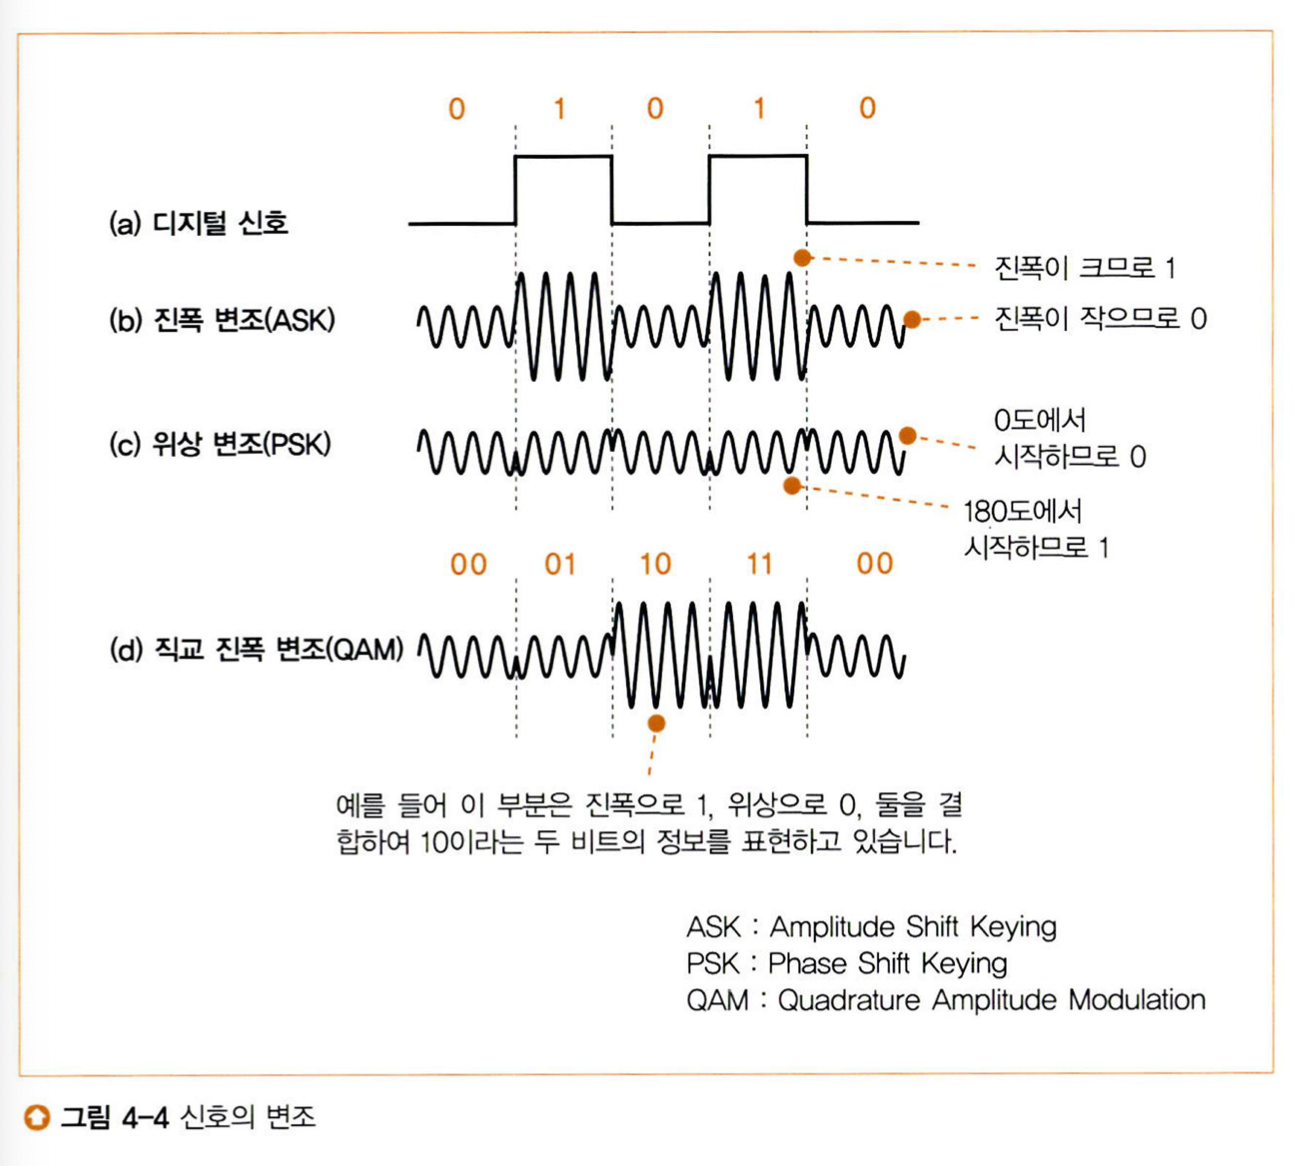 0 1 0 1 0
(a) 디지털 신호
진폭이 크므로 1
(b) 진폭 변조(ASK)
진폭이 작으므로 0
(c) 위상 변조(PSK)
0도에서
시작하므로 0
180도에서
시작하므로 1
00 01 10 11 00
(d) 직교 진폭 변조(QAM)
예를 들어 이 부분은 진폭으로 1, 위상으로 0, 둘을 결
합하여 10이라는 두 비트의 정보를 표현하고 있습니다.
ASK : Amplitude Shift Keying
PSK : Phase Shift Keying
QAM : Quadrature Amplitude Modulation
그림 4-4 신호의 변조